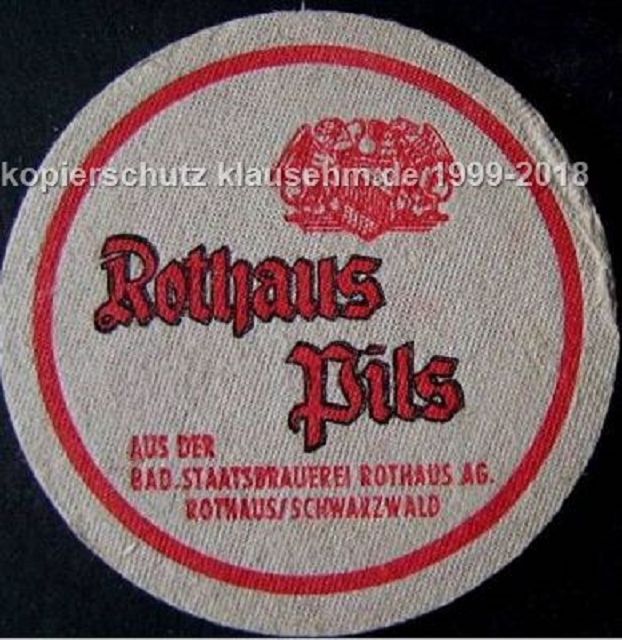 kopierschutz klausehm.de/1999-2018
Rothaus
Pils
AUS DER
BAD. STAATSBRAUEREI ROTHAUS AG.
ROTHAUS/SCHWARZWALD